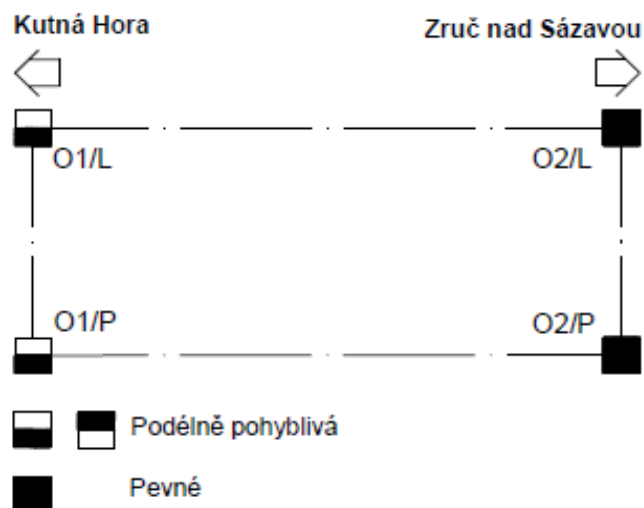 Kutná Hora
Zruč nad Sázavou
O1/L
O2/L
O1/P
O2/P
Podélně pohyblivá
Pevné